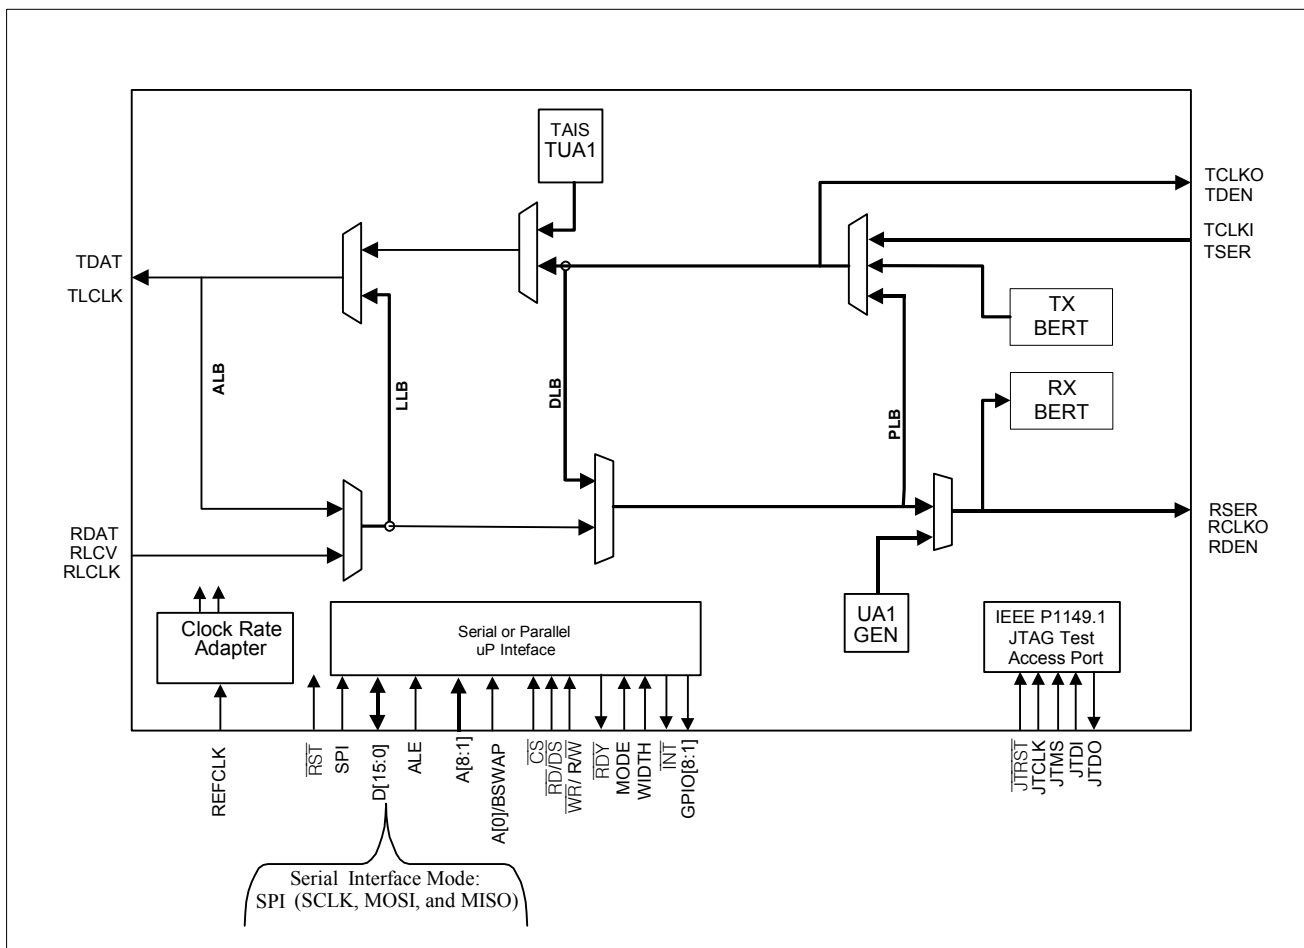 TAIS
TUA1
TCLKO
TDEN
TCLKI
TSER
TDAT
TLCLK
TX
BERT
ALB
LLB
DLB
PLB
RX
BERT
RDAT
RLCV
RLCLK
RSER
RCLKO
RDEN
Clock Rate
Adapter
Serial or Parallel
uP Inteface
UA1
GEN
IEEE P1149.1
JTAG Test
Access Port
REFCLK
RST
SPI
D[15:0]
ALE
A[8:1]
A[0]/BSWAP
CS
RD/DS
WR/ R/W
RDY
MODE
WIDTH
INT
GPIO[8:1]
JTRST
JTCLK
JTMS
JTDI
JTDO
Serial Interface Mode:
SPI (SCLK, MOSI, and MISO)